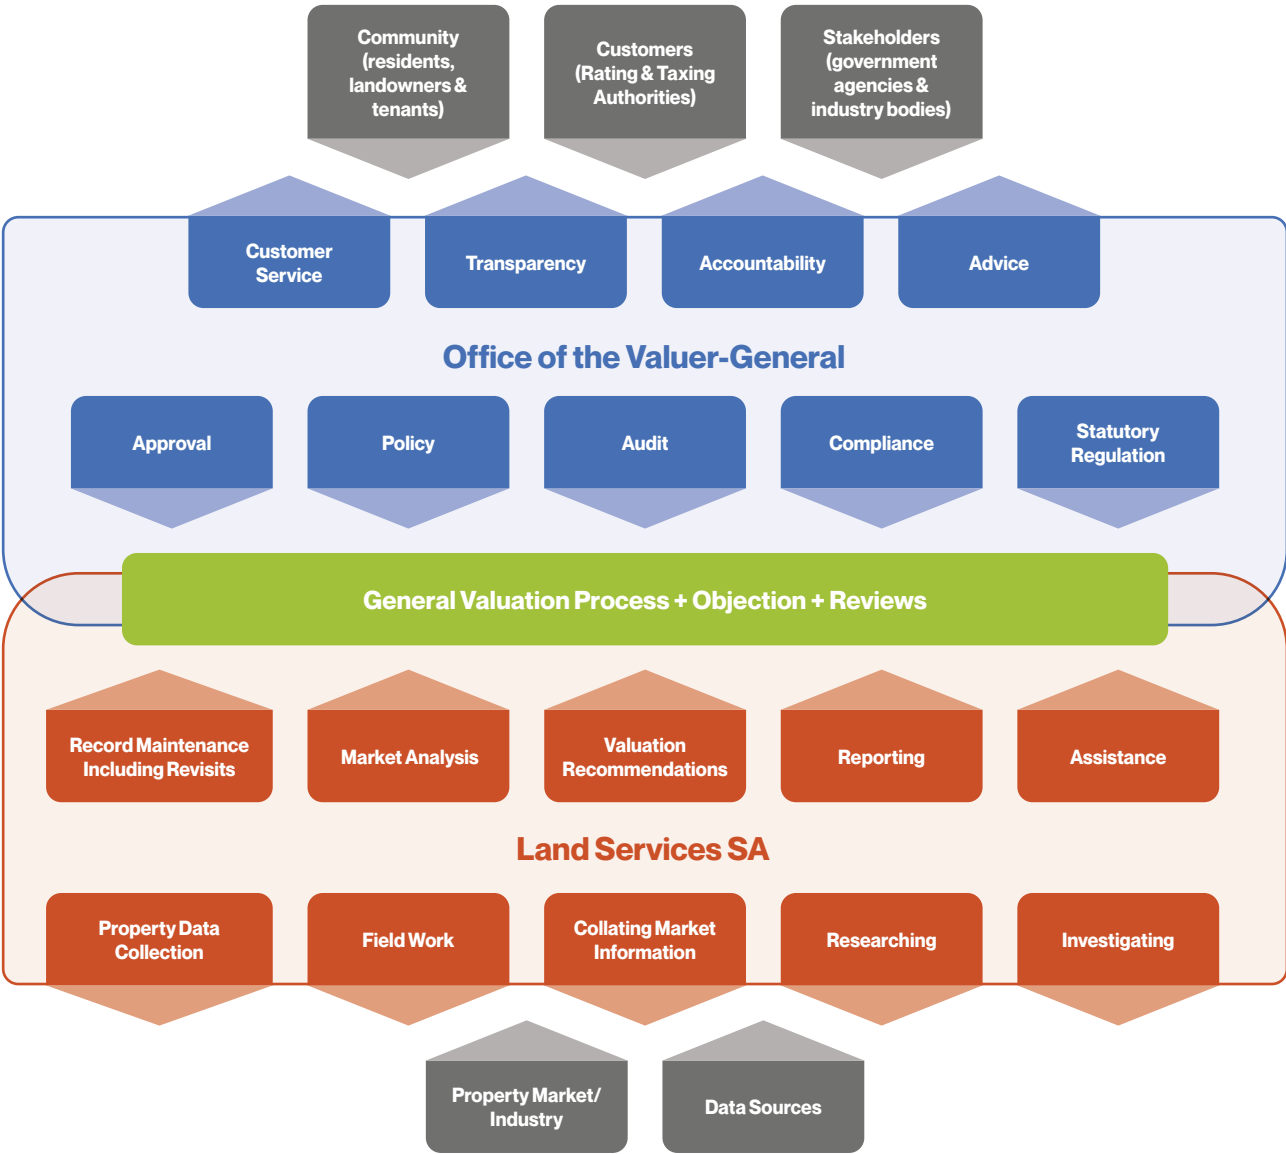 Community
(residents,
landowners &
tenants)
Customers
(Rating & Taxing
Authorities)
Stakeholders
(government
agencies &
industry bodies)
Customer
Service
Transparency
Accountability
Advice
Office of the Valuer-General
Approval
Policy
Audit
Compliance
Statutory
Regulation
General Valuation Process + Objection + Reviews
Record Maintenance
Including Revisits
Market Analysis
Valuation
Recommendations
Reporting
Assistance
Land Services SA
Property Data
Collection
Field Work
Collating Market
Information
Researching
Investigating
Property Market/
Industry
Data Sources